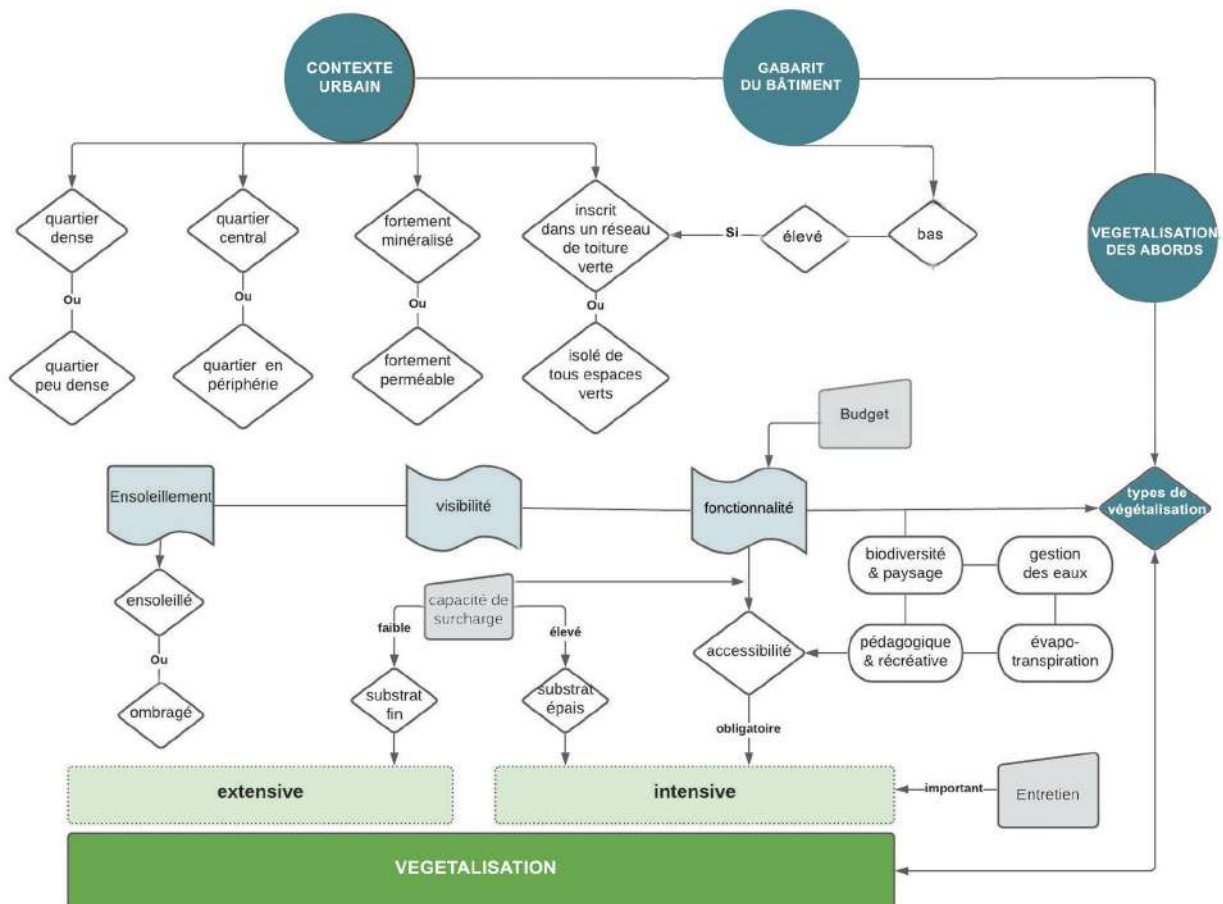 CONTEXTE
URBAIN
GABARIT
DU BÂTIMENT
VEGETALISATION
DES ABORDS
quartier
dense
quartier
central
fortement
minéralisé
inscrit
dans un réseau
de toiture
verte
Si
élevé
bas
Ou
Ou
Ou
Ou
quartier
peu dense
quartier en
périphérie
fortement
perméable
isolé de
tous espaces
verts
Budget
Ensoleillement
visibilité
fonctionnalité
types de
végétalisation
biodiversité
& paysage
gestion
des eaux
ensoleillé
capacité de
surcharge
faible
élevé
accessibilité
pédagogique
& récréative
évapo-
transpiration
Ou
ombragé
substrat
fin
substrat
épais
obligatoire
extensive
intensive
important
Entretien
VEGETALISATION